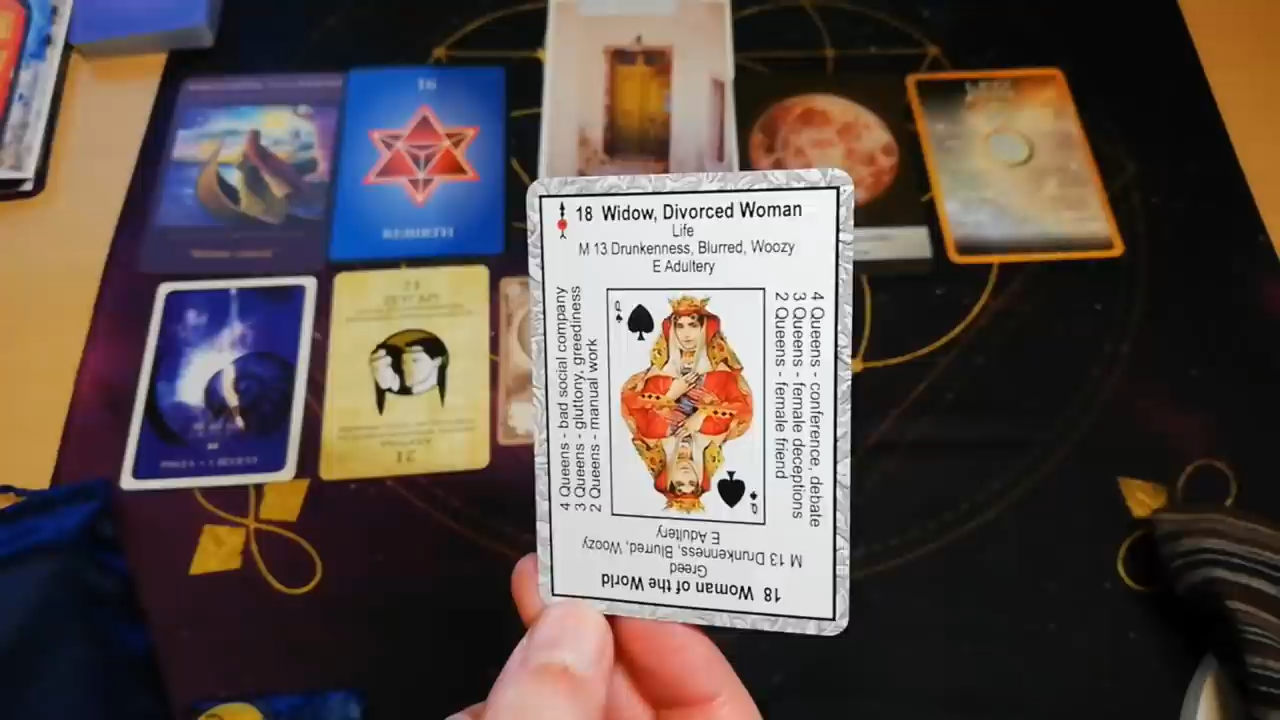 16
REBIRTH
18 Widow, Divorced Woman
Life
M 13 Drunkenness, Blurred, Woozy
E Adultery
4 Queens - bad social company
3 Queens - gluttony, greediness
2 Queens - manual work
Q
4 Queens - conference, debate
3 Queens - female deceptions
2 Queens - female friend
Q
18 Woman of the World
Greed
M 13 Drunkenness, Blurred, Woozy
E Adultery
21